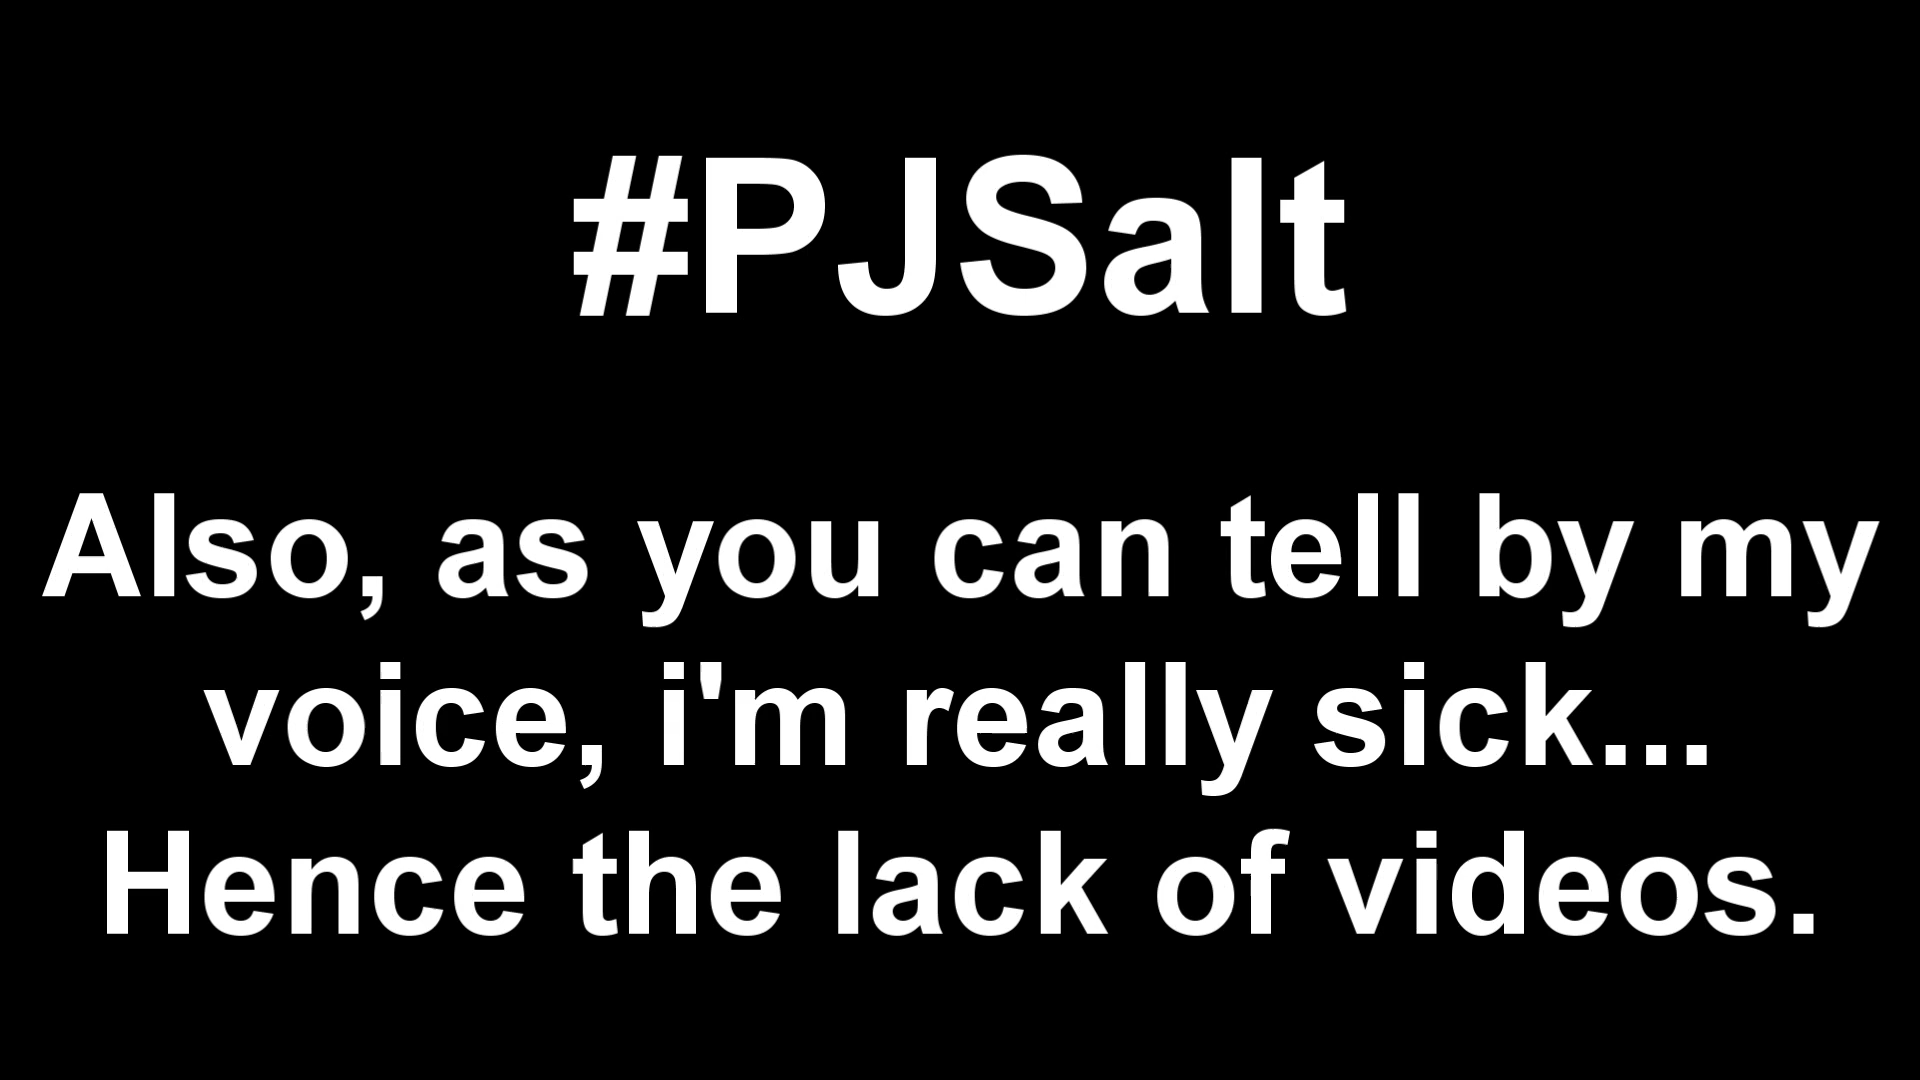 #PJSalt
Also, as you can tell by my
voice, i'm really sick...
Hence the lack of videos.